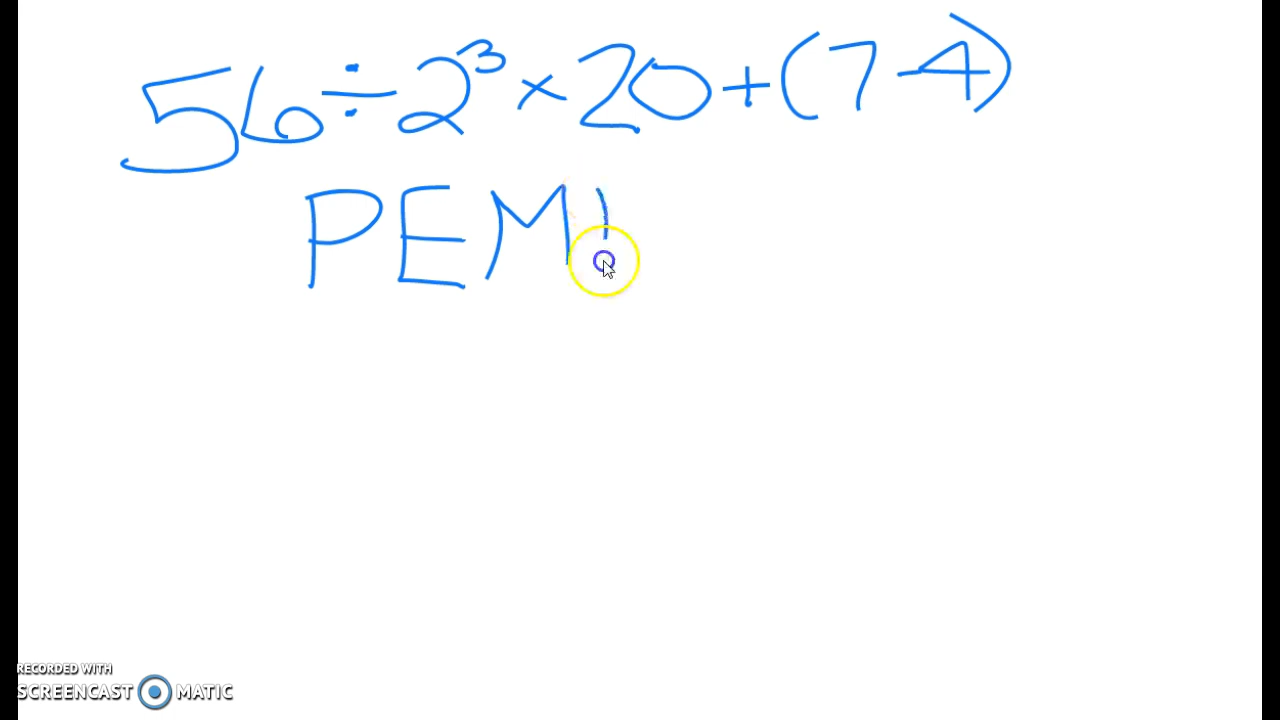 56 ÷ 2³ × 20 + (7-4)
PEM
RECORDED WITH
SCREENCAST MATIC